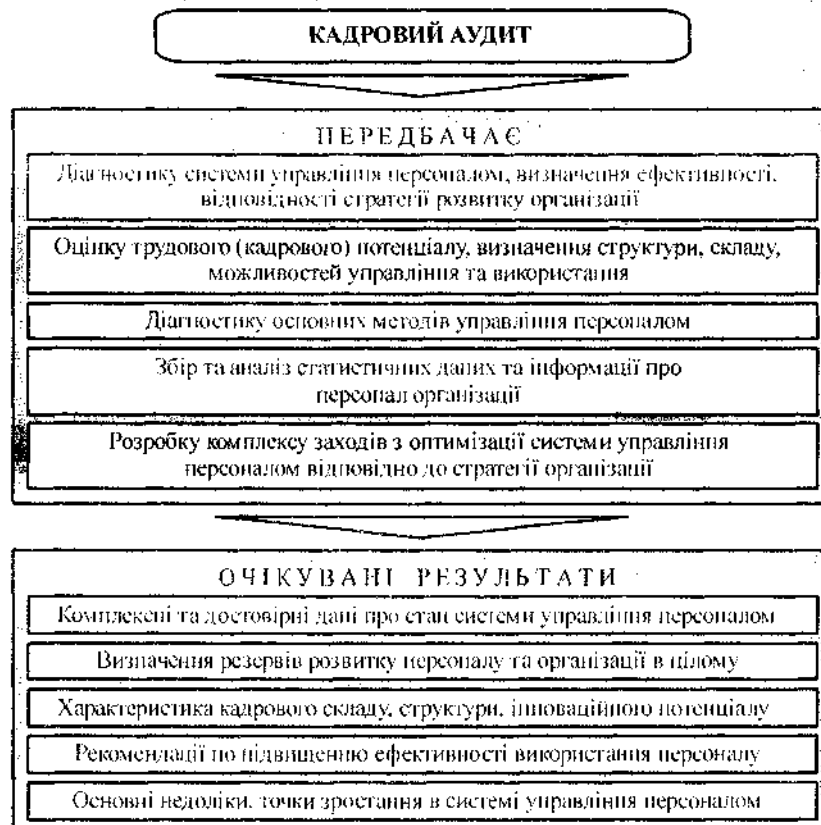 КАДРОВИЙ АУДИТ
ПЕРЕДБАЧАЄ
Діагностику системи управління персоналом, визначення ефективності,
відповідності стратегії розвитку організації
Оцінку трудового (кадрового) потенціалу, визначення структури, складу,
можливостей управління та використання
Діагностику основних методів управління персоналом
Збір та аналіз статистичних даних та інформації про
персонал організації
Розробку комплексу заходів з оптимізації системи управління
персоналом відповідно до стратегії організації
ОЧІКУВАНІ РЕЗУЛЬТАТИ
Комплексні та достовірні дані про стан системи управління персоналом
Визначення резервів розвитку персоналу та організації в цілому
Характеристика кадрового складу, структури, інноваційного потенціалу
Рекомендації по підвищенню ефективності використання персоналу
Основні недоліки, точки зростання в системі управління персоналом